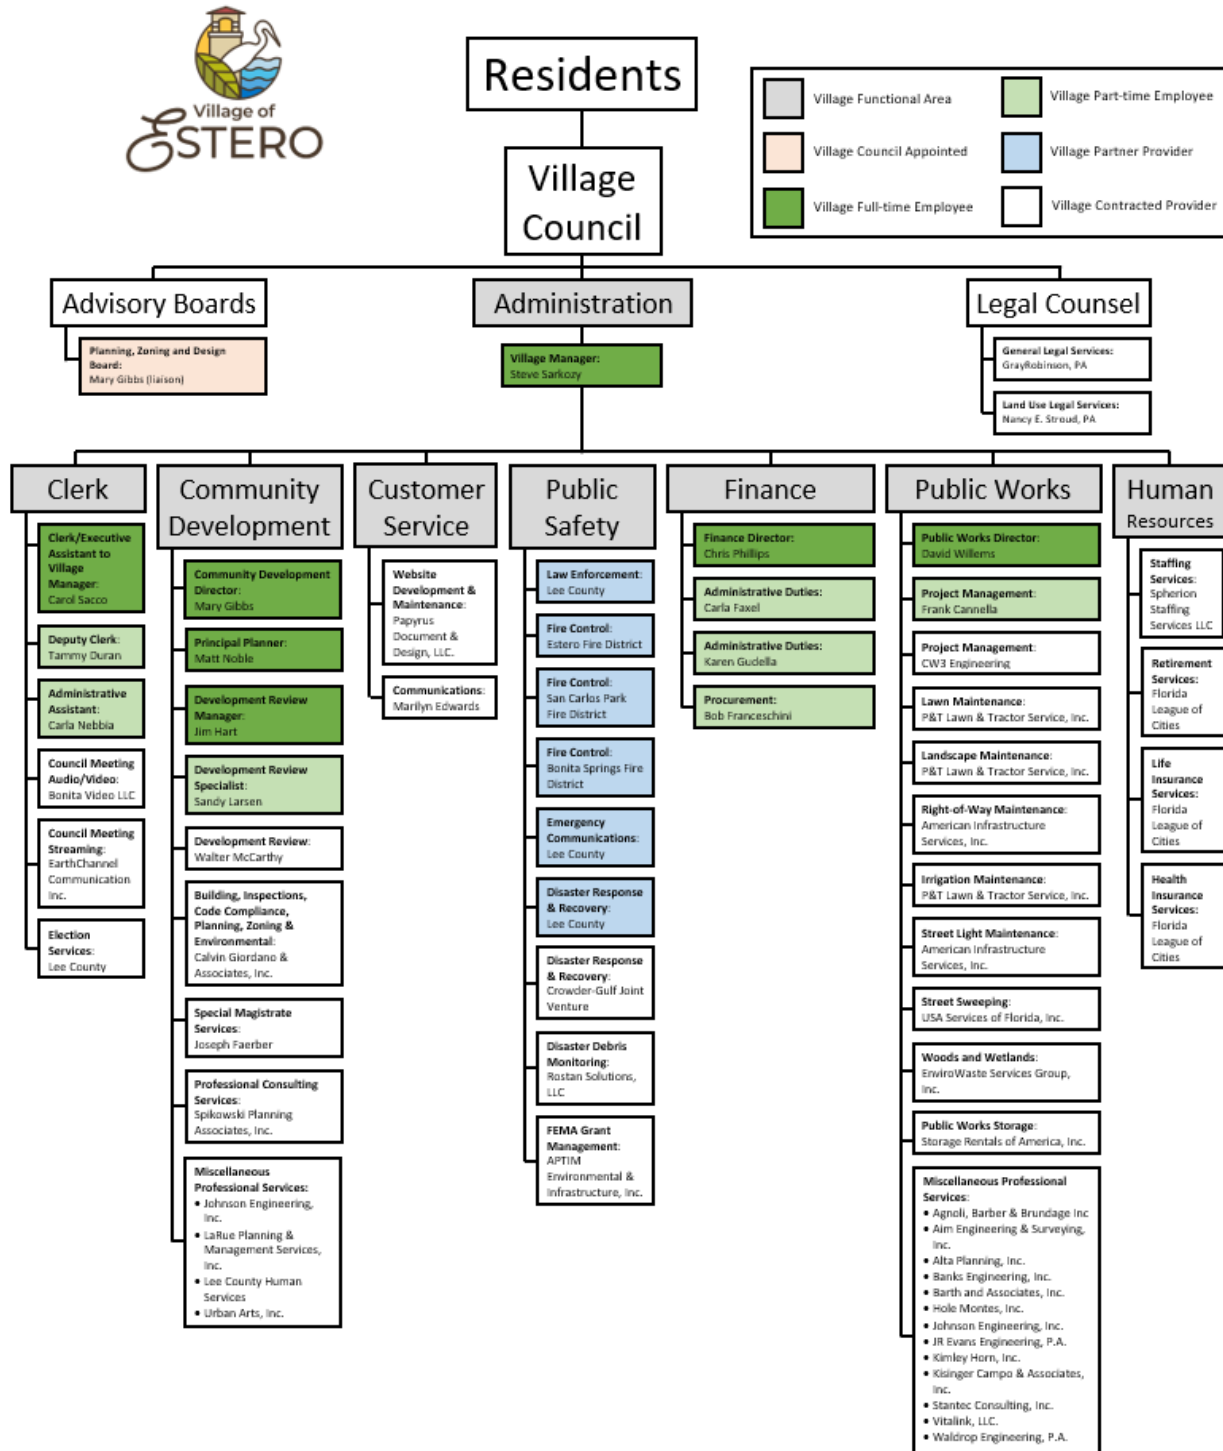 Village of
ESTERO
Residents
Village
Council
Village Functional Area
Village Part-time Employee
Village Council Appointed
Village Partner Provider
Village Full-time Employee
Village Contracted Provider
Advisory Boards
Planning, Zoning and Design
Board:
Mary Gibbs (liaison)
Administration
Village Manager:
Steve Sarkozy
Legal Counsel
General Legal Services:
GrayRobinson, PA
Land Use Legal Services:
Nancy E. Stroud, PA
Clerk
Clerk/Executive
Assistant to
Village
Manager:
Carol Sacco
Deputy Clerk:
Tammy Duran
Administrative
Assistant:
Carla Nebbia
Council Meeting
Audio/Video:
Bonita Video LLC
Council Meeting
Streaming:
EarthChannel
Communication
Inc.
Election
Services:
Lee County
Community
Development
Community Development
Director:
Mary Gibbs
Principal Planner:
Matt Noble
Development Review
Manager:
Jim Hart
Development Review
Specialist:
Sandy Larsen
Development Review:
Walter McCarthy
Building, Inspections,
Code Compliance,
Planning, Zoning &
Environmental:
Calvin Giordano &
Associates, Inc.
Special Magistrate
Services:
Joseph Faerber
Professional Consulting
Services:
Spikowski Planning
Associates, Inc.
Miscellaneous
Professional Services:
• Johnson Engineering,
Inc.
• LaRue Planning &
Management Services,
Inc.
• Lee County Human
Services
• Urban Arts, Inc.
Customer
Service
Website
Development &
Maintenance:
Papyrus
Document &
Design, LLC.
Communications:
Marilyn Edwards
Public
Safety
Law Enforcement:
Lee County
Fire Control:
Estero Fire District
Fire Control:
San Carlos Park
Fire District
Fire Control:
Bonita Springs Fire
District
Emergency
Communications:
Lee County
Disaster Response
& Recovery:
Lee County
Disaster Response
& Recovery:
Crowder-Gulf Joint
Venture
Disaster Debris
Monitoring:
Rostan Solutions,
LLC
FEMA Grant
Management:
APTIM
Environmental &
Infrastructure, Inc.
Finance
Finance Director:
Chris Phillips
Administrative Duties:
Carla Faxel
Administrative Duties:
Karen Gudella
Procurement:
Bob Franceschini
Public Works
Public Works Director:
David Willems
Project Management:
Frank Cannella
Project Management:
CW3 Engineering
Lawn Maintenance:
P&T Lawn & Tractor Service, Inc.
Landscape Maintenance:
P&T Lawn & Tractor Service, Inc.
Right-of-Way Maintenance:
American Infrastructure
Services, Inc.
Irrigation Maintenance:
P&T Lawn & Tractor Service, Inc.
Street Light Maintenance:
American Infrastructure
Services, Inc.
Street Sweeping:
USA Services of Florida, Inc.
Woods and Wetlands:
EnviroWaste Services Group,
Inc.
Public Works Storage:
Storage Rentals of America, Inc.
Miscellaneous Professional
Services:
• Agnoli, Barber & Brundage Inc
• Aim Engineering & Surveying,
Inc.
• Alta Planning, Inc.
• Banks Engineering, Inc.
• Barth and Associates, Inc.
• Hole Montes, Inc.
• Johnson Engineering, Inc.
• JR Evans Engineering, P.A.
• Kimley Horn, Inc.
• Kisinger Campo & Associates,
Inc.
• Stantec Consulting, Inc.
• Vitalink, LLC.
• Waldrop Engineering, P.A.
Human
Resources
Staffing
Services:
Spherion
Staffing
Services LLC
Retirement
Services:
Florida
League of
Cities
Life
Insurance
Services:
Florida
League of
Cities
Health
Insurance
Services:
Florida
League of
Cities